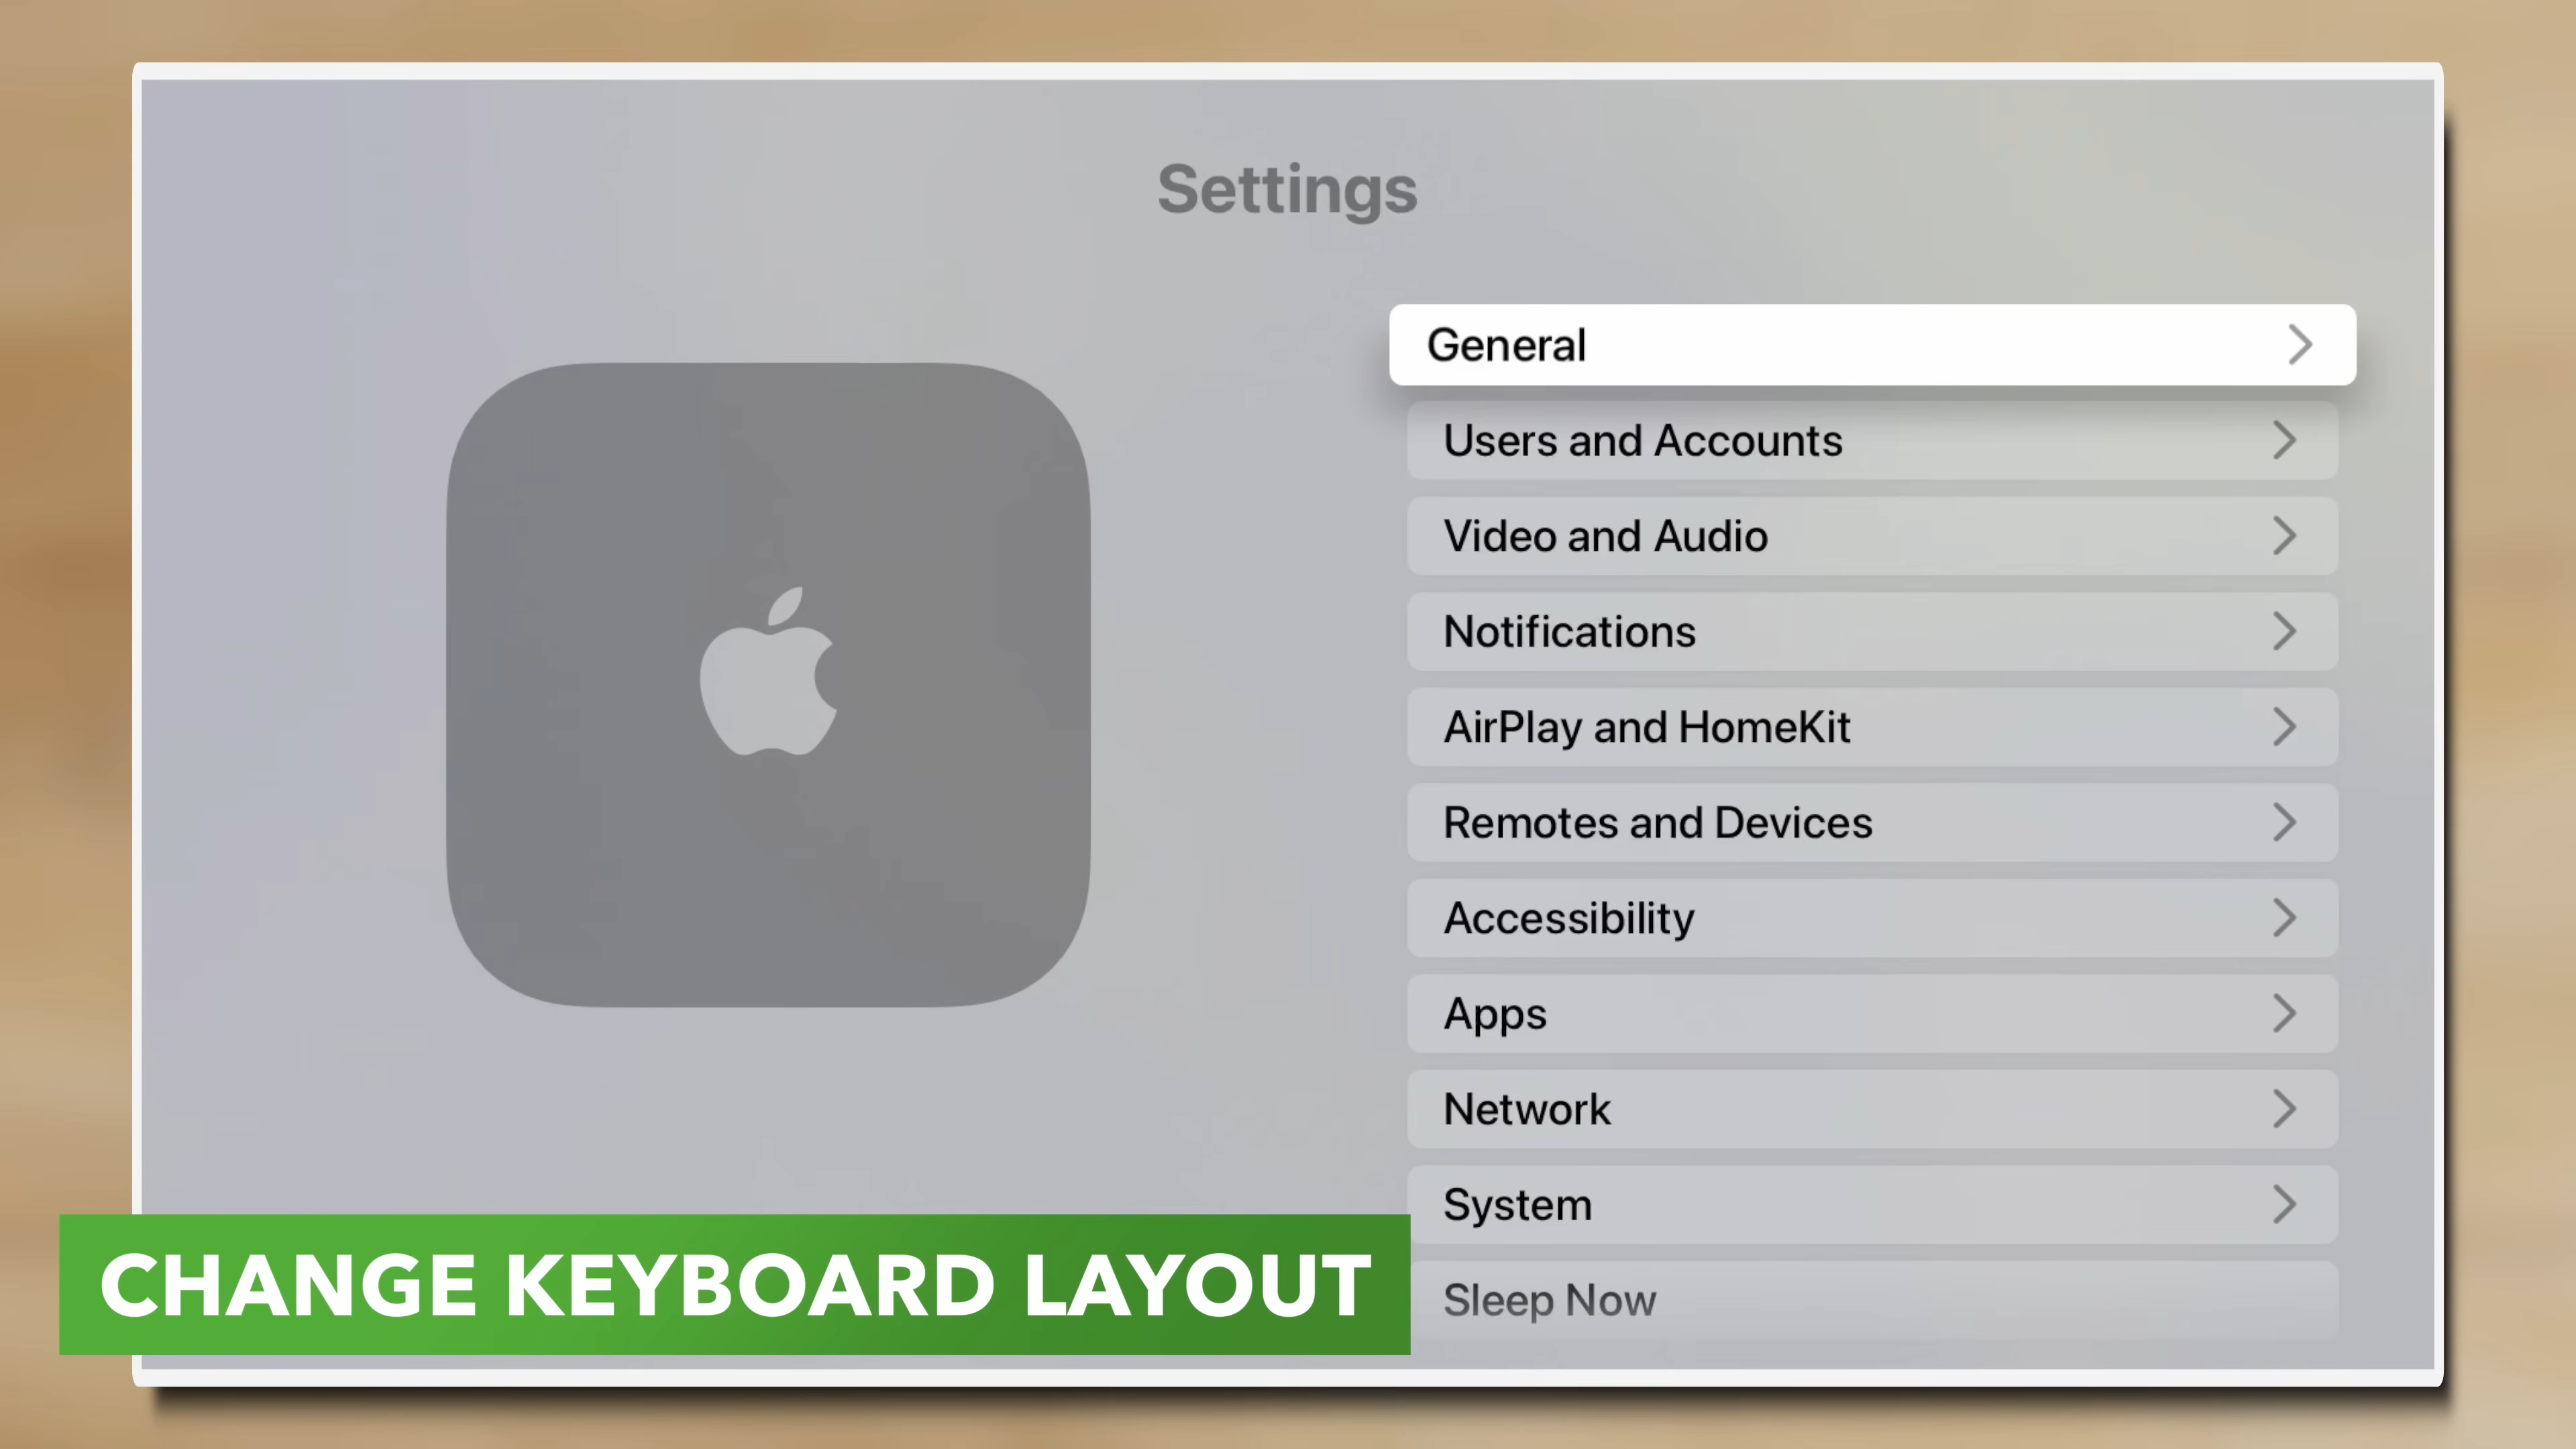 Settings
General
Users and Accounts
Video and Audio
Notifications
AirPlay and HomeKit
Remotes and Devices
Accessibility
Apps
Network
System
Sleep Now
CHANGE KEYBOARD LAYOUT